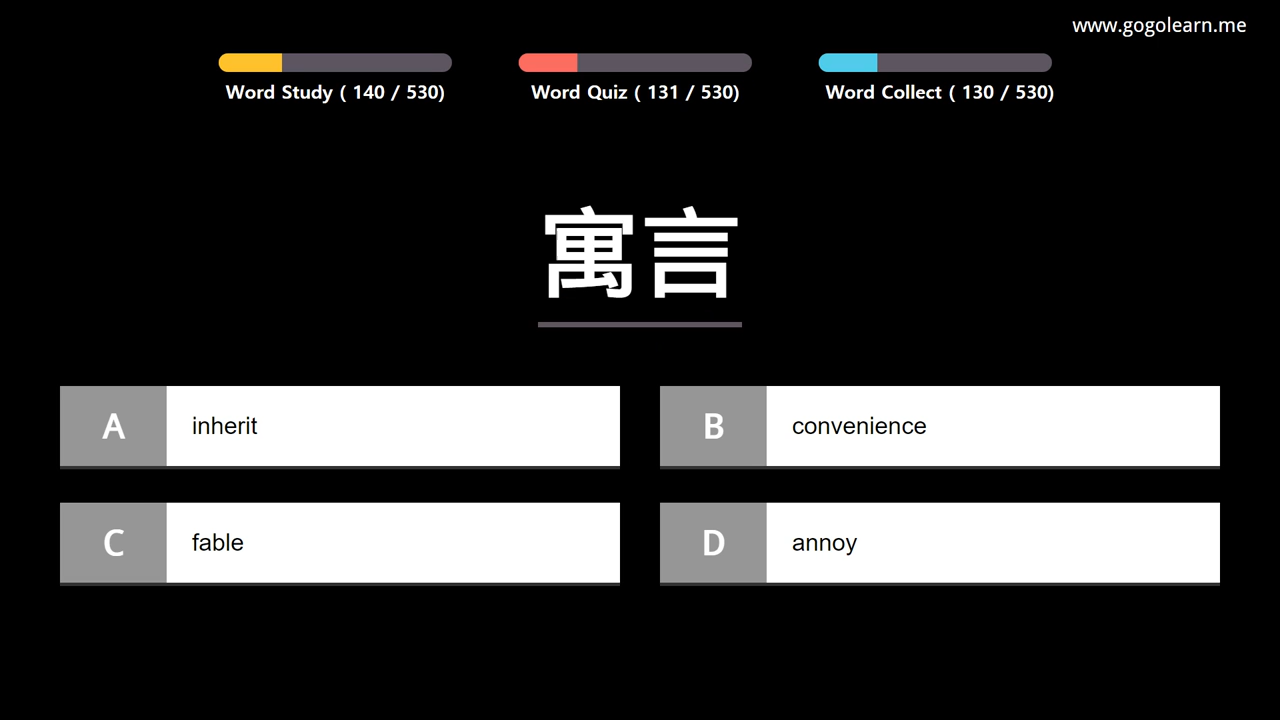 www.gogolearn.me
Word Study ( 140 / 530)
Word Quiz ( 131 / 530)
Word Collect ( 130 / 530)
寓言
A inherit
B convenience
C fable
D annoy